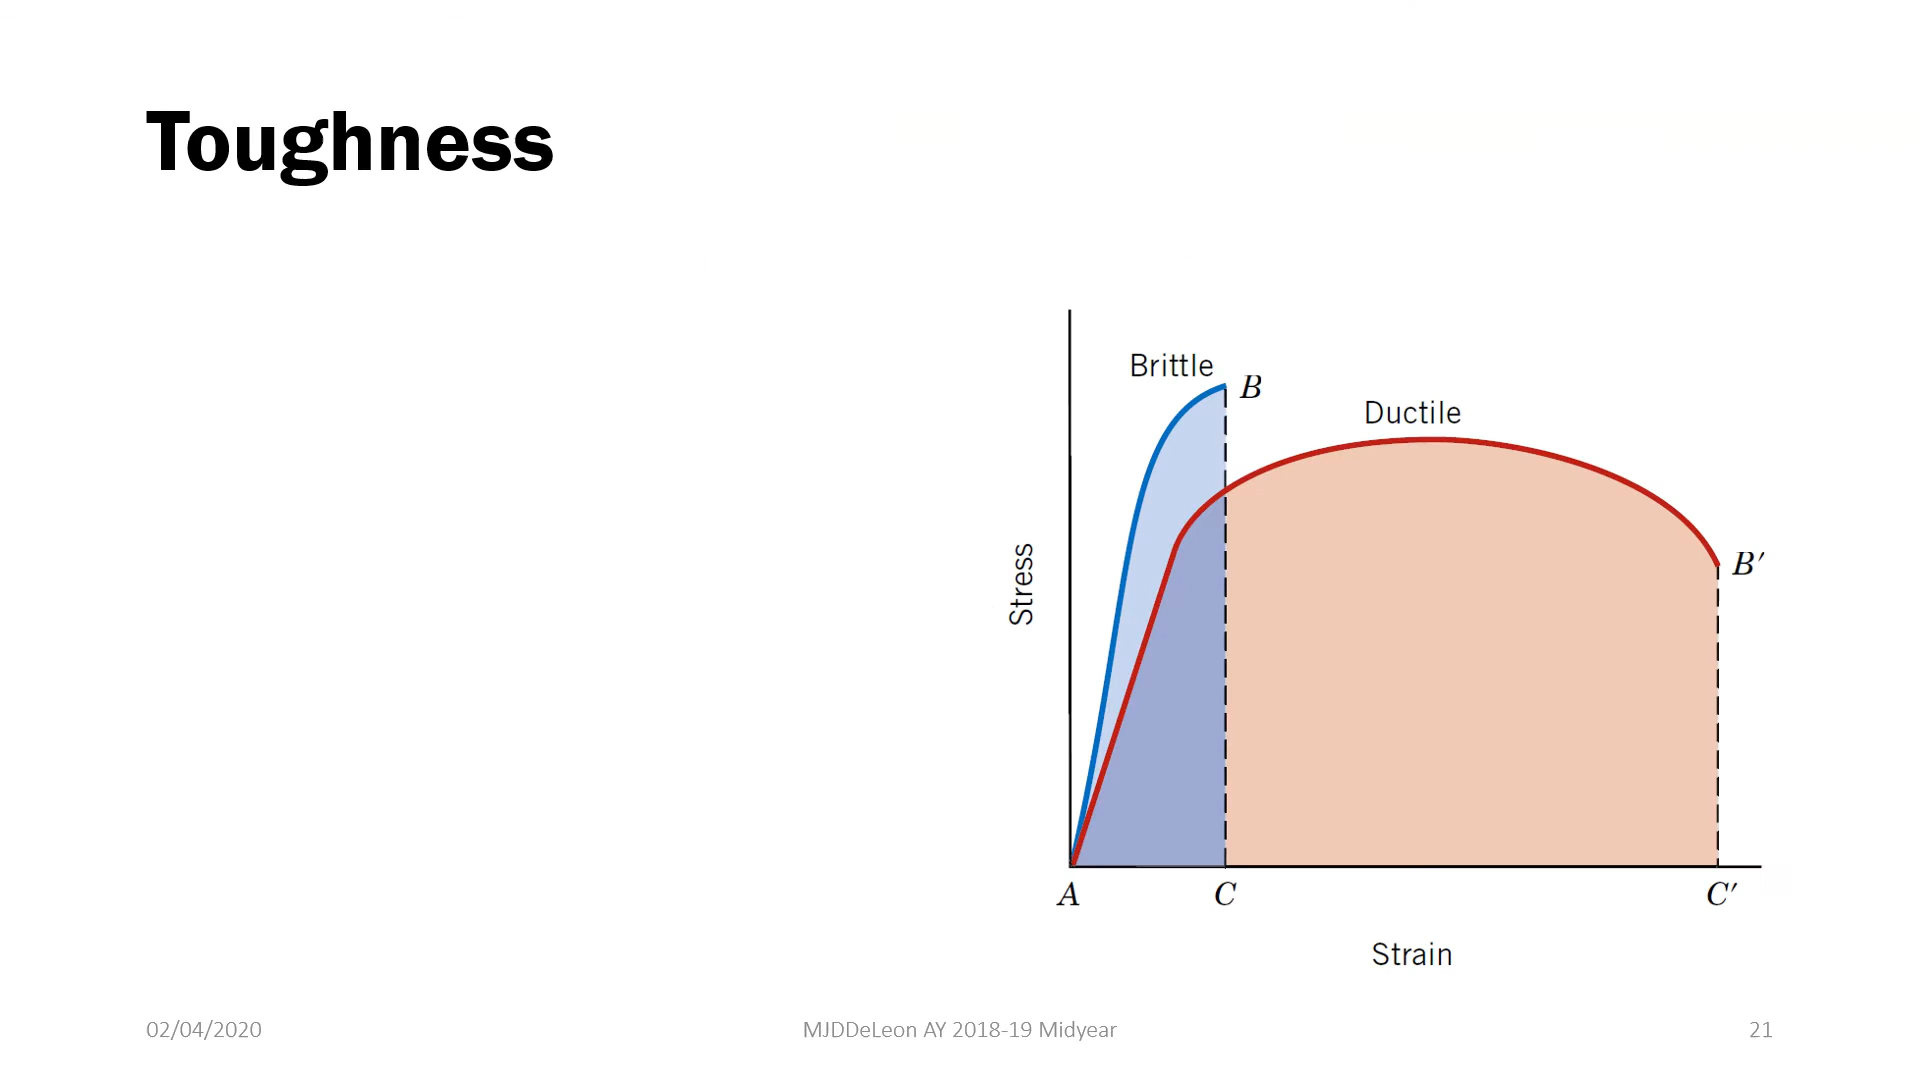 Toughness
Brittle
B
Ductile
B′
Stress
A
C
C′
Strain
02/04/2020
MJDDeLeon AY 2018-19 Midyear
21